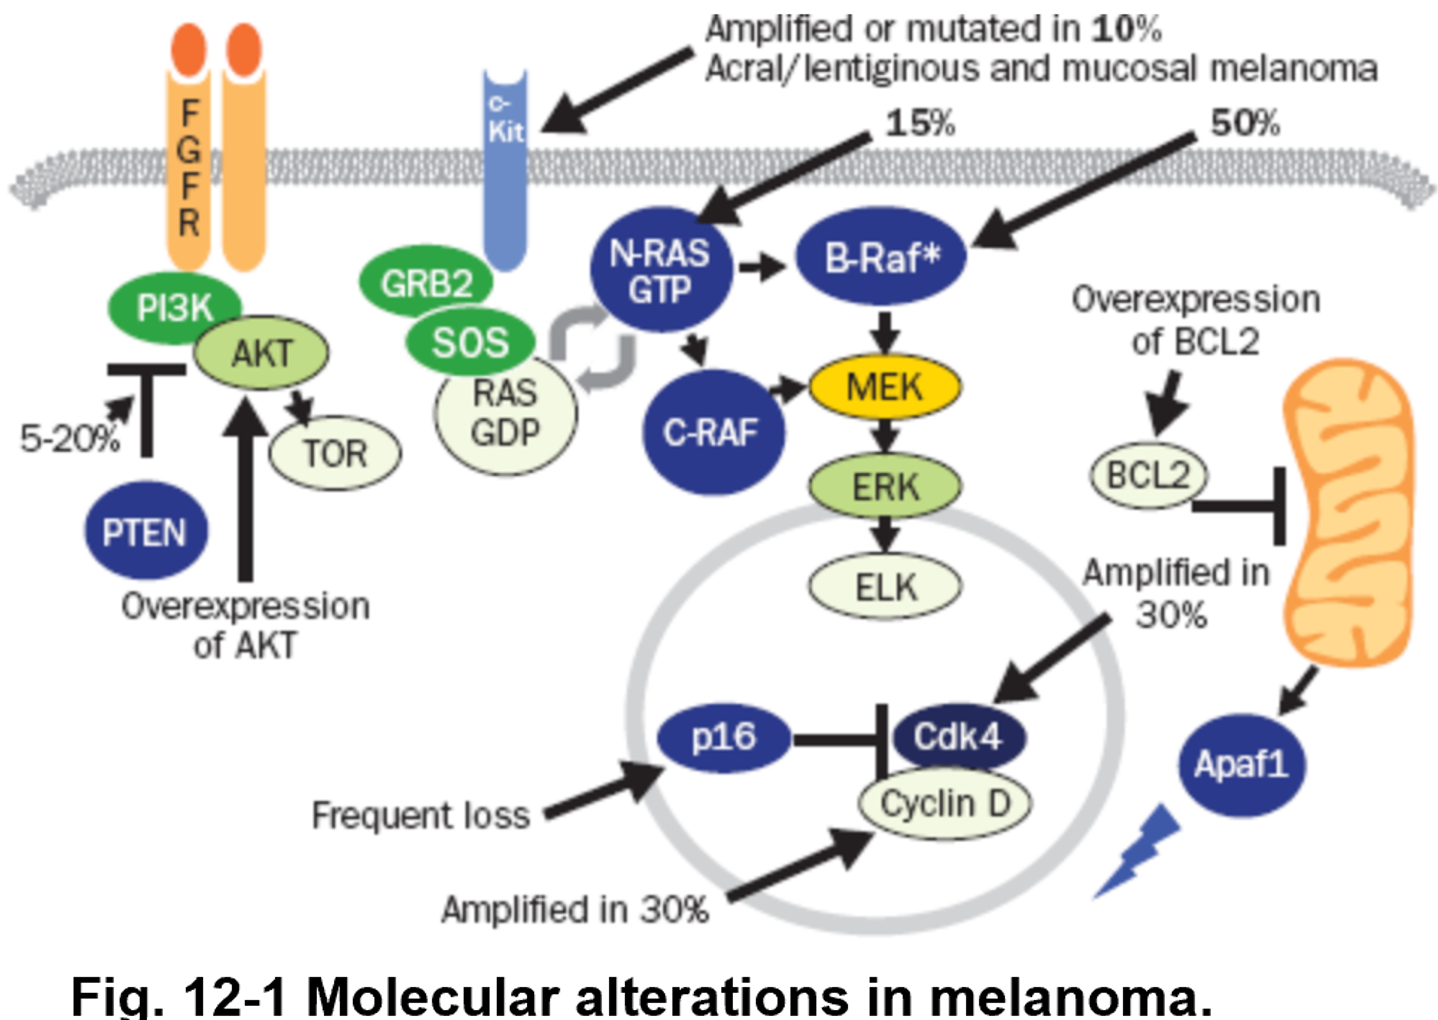 Amplified or mutated in 10%
Acral/lentiginous and mucosal melanoma
15%
50%
F
G
F
R
c-
Kit
N-RAS
GTP
B-Raf*
GRB2
PI3K
SOS
AKT
RAS
GDP
MEK
C-RAF
5-20%
TOR
ERK
PTEN
ELK
Overexpression
of AKT
Overexpression
of BCL2
BCL2
Amplified in
30%
p16
Cdk4
Cyclin D
Apaf1
Frequent loss
Amplified in 30%
Fig. 12-1 Molecular alterations in melanoma.